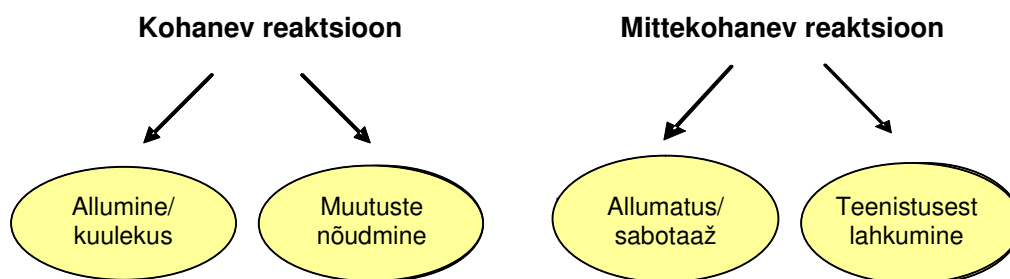 Kohanev reaktsioon
Mittekohanev reaktsioon
Allumine/
kuulekus
Muutuste
nõudmine
Allumatus/
sabotaaž
Teenistusest
lahkumine